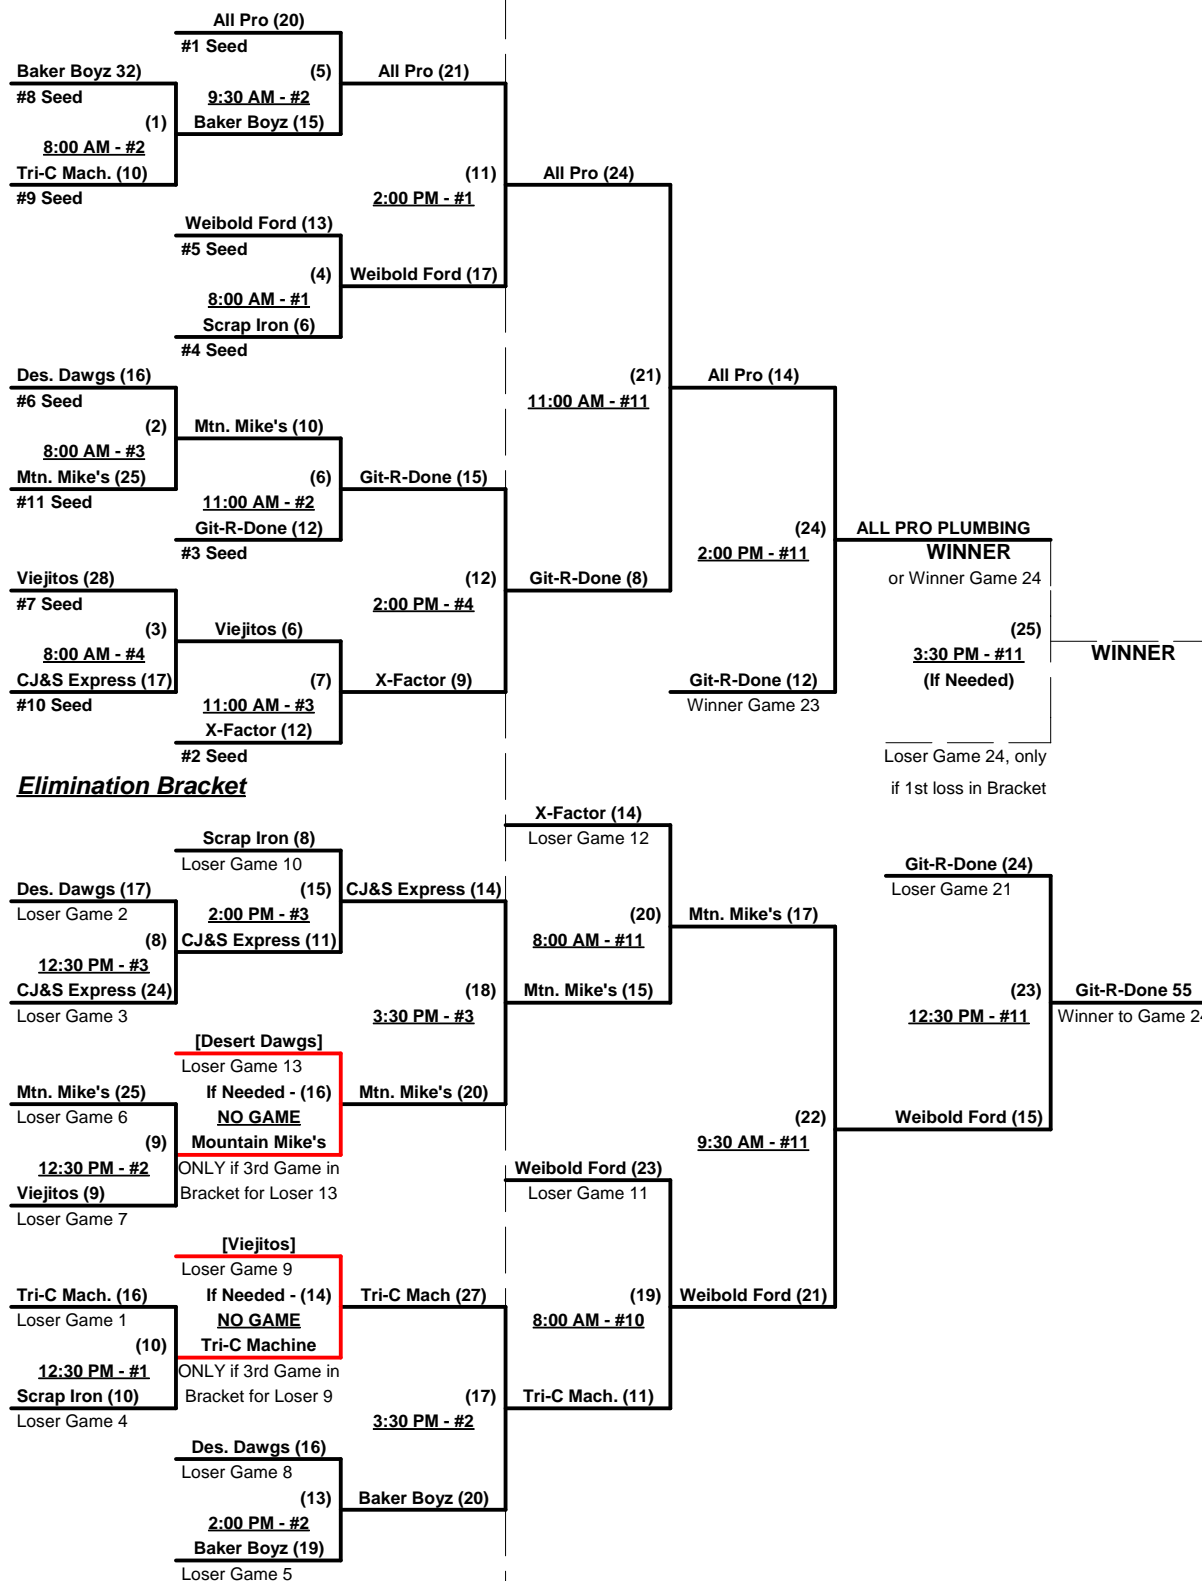 All Pro (20)
#1 Seed
Baker Boyz 32)
(5)
All Pro (21)
#8 Seed
9:30 AM - #2
(1)
Baker Boyz (15)
8:00 AM - #2
Tri-C Mach. (10)
(11)
All Pro (24)
#9 Seed
2:00 PM - #1
Weibold Ford (13)
#5 Seed
(4)
Weibold Ford (17)
8:00 AM - #1
Scrap Iron (6)
#4 Seed
Des. Dawgs (16)
(21)
All Pro (14)
#6 Seed
11:00 AM - #11
(2)
Mtn. Mike's (10)
8:00 AM - #3
Mtn. Mike's (25)
(6)
Git-R-Done (15)
#11 Seed
11:00 AM - #2
Git-R-Done (12)
(24)
ALL PRO PLUMBING
#3 Seed
2:00 PM - #11
WINNER
Viejitos (28)
(12)
Git-R-Done (8)
or Winner Game 24
#7 Seed
2:00 PM - #4
(3)
Viejitos (6)
(25)
8:00 AM - #4
3:30 PM - #11
WINNER
CJ&S Express (17)
(7)
X-Factor (9)
Git-R-Done (12)
(If Needed)
#10 Seed
11:00 AM - #3
Winner Game 23
X-Factor (12)
#2 Seed
Loser Game 24, only
Elimination Bracket
if 1st loss in Bracket
X-Factor (14)
Scrap Iron (8)
Loser Game 12
Loser Game 10
Git-R-Done (24)
Des. Dawgs (17)
(15)
CJ&S Express (14)
Loser Game 21
Loser Game 2
2:00 PM - #3
(20)
Mtn. Mike's (17)
(8)
CJ&S Express (11)
8:00 AM - #11
12:30 PM - #3
CJ&S Express (24)
(18)
Mtn. Mike's (15)
(23)
Git-R-Done 55
Loser Game 3
3:30 PM - #3
12:30 PM - #11
Winner to Game 24
[Desert Dawgs]
Loser Game 13
Mtn. Mike's (25)
If Needed - (16)
Mtn. Mike's (20)
Loser Game 6
NO GAME
(22)
Weibold Ford (15)
(9)
Mountain Mike's
9:30 AM - #11
12:30 PM - #2
ONLY if 3rd Game in
Weibold Ford (23)
Viejitos (9)
Bracket for Loser 13
Loser Game 11
Loser Game 7
[Viejitos]
Loser Game 9
Tri-C Mach. (16)
If Needed - (14)
Tri-C Mach (27)
(19)
Weibold Ford (21)
Loser Game 1
NO GAME
8:00 AM - #10
(10)
Tri-C Machine
12:30 PM - #1
ONLY if 3rd Game in
Scrap Iron (10)
Bracket for Loser 9
(17)
Tri-C Mach. (11)
Loser Game 4
3:30 PM - #2
Des. Dawgs (16)
Loser Game 8
(13)
Baker Boyz (20)
2:00 PM - #2
Baker Boyz (19)
Loser Game 5